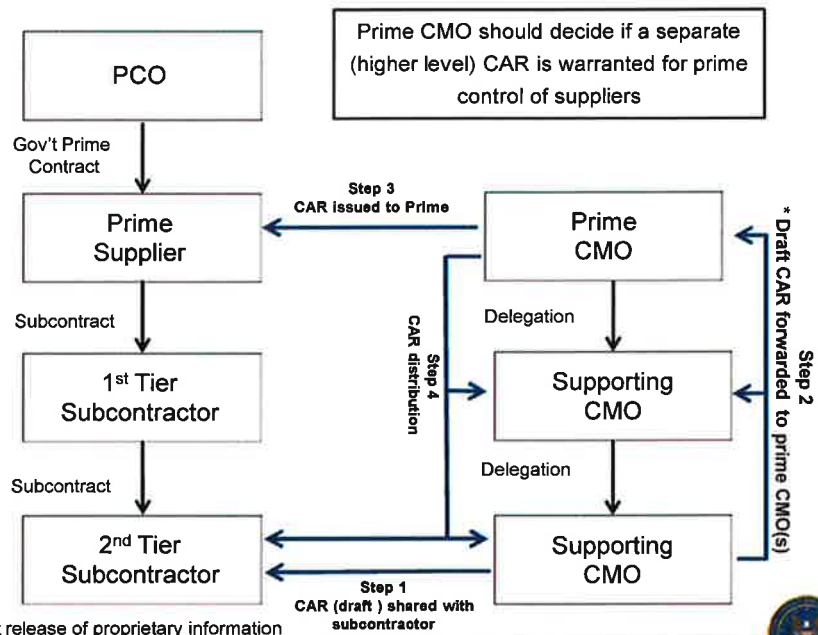 Prime CMO should decide if a separate
(higher level) CAR is warranted for prime
control of suppliers
PCO
Gov't Prime
Contract
Step 3
CAR issued to Prime
Prime
Supplier
Prime
CMO
Subcontract
Delegation
Step 4
CAR distribution
Step 2
* Draft CAR forwarded to prime CMO(s)
1st Tier
Subcontractor
Supporting
CMO
Subcontract
Delegation
2nd Tier
Subcontractor
Supporting
CMO
Step 1
CAR (draft ) shared with
subcontractor
release of proprietary information